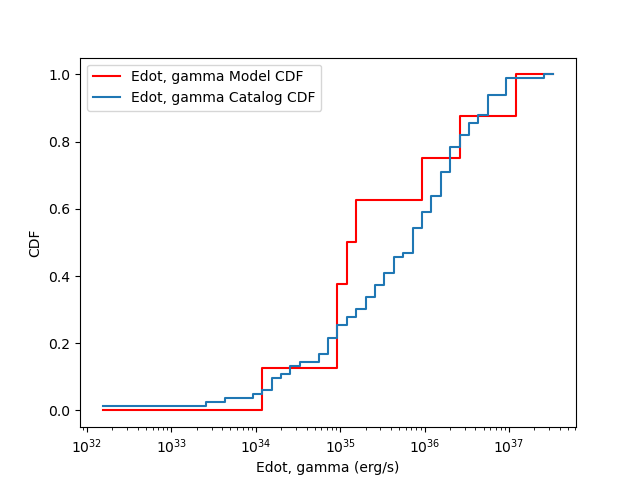 Edot, gamma Model CDF
Edot, gamma Catalog CDF
1.0
0.8
0.6
0.4
0.2
0.0
CDF
10^32 10^33 10^34 10^35 10^36 10^37
Edot, gamma (erg/s)